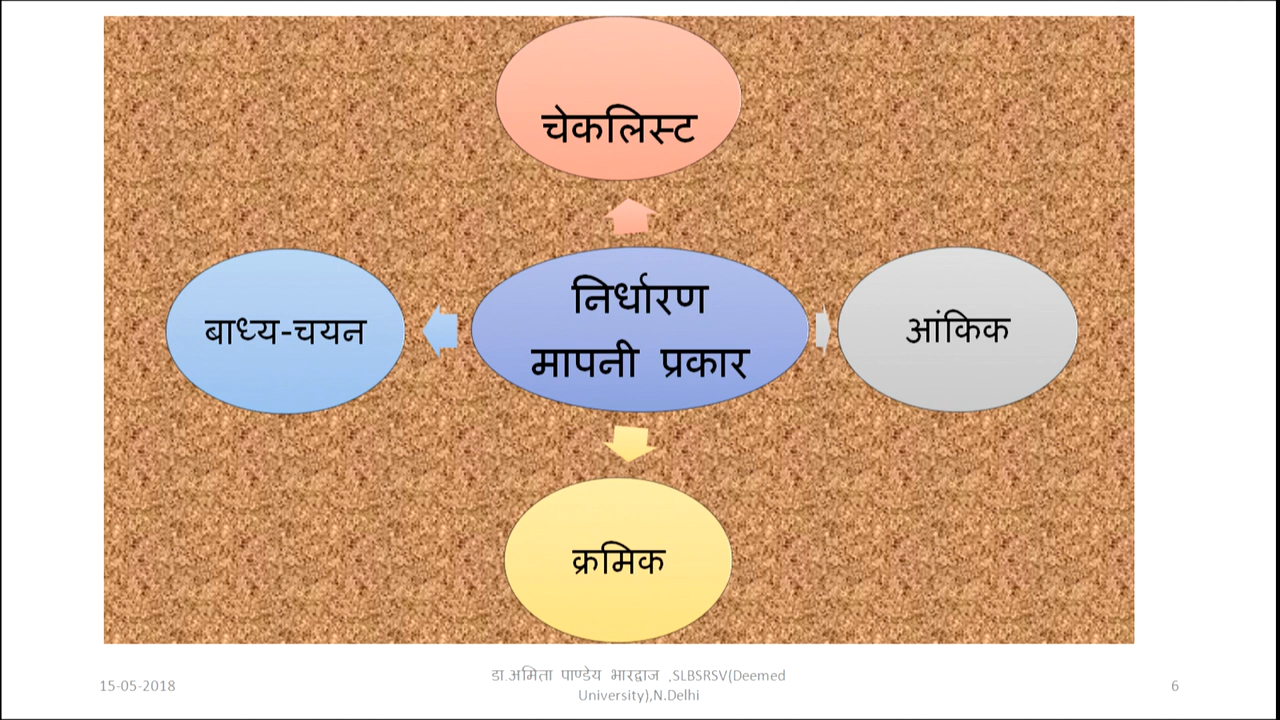 चेकलिस्ट
बाध्य-चयन
निर्धारण
मापनी प्रकार
आंकिक
क्रमिक
15-05-2018
डा.अमिता पाण्डेय भारद्वाज ,SLBSRSV(Deemed
University),N.Delhi
6